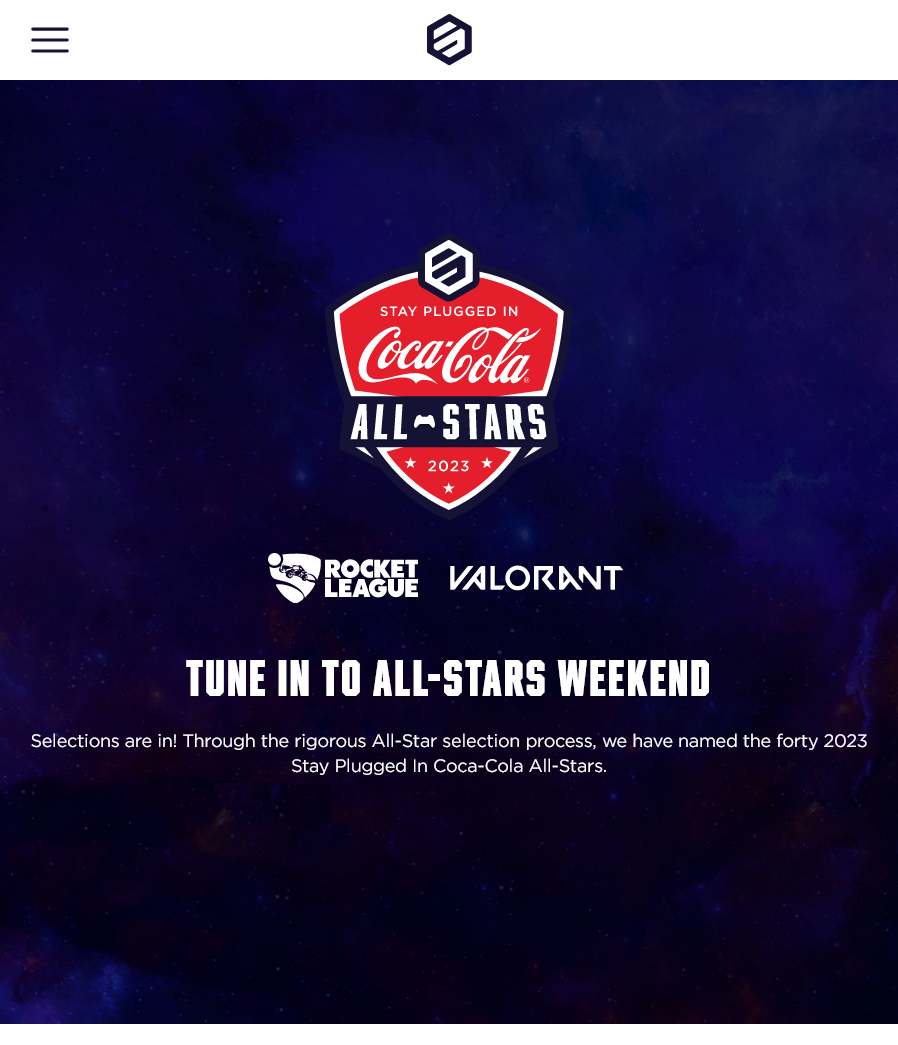 STAY PLUGGED IN
Coca-Cola
ALL STARS
2023
ROCKET
LEAGUE
VALORANT
TUNE IN TO ALL-STARS WEEKEND
Selections are in! Through the rigorous All-Star selection process, we have named the forty 2023
Stay Plugged In Coca-Cola All-Stars.